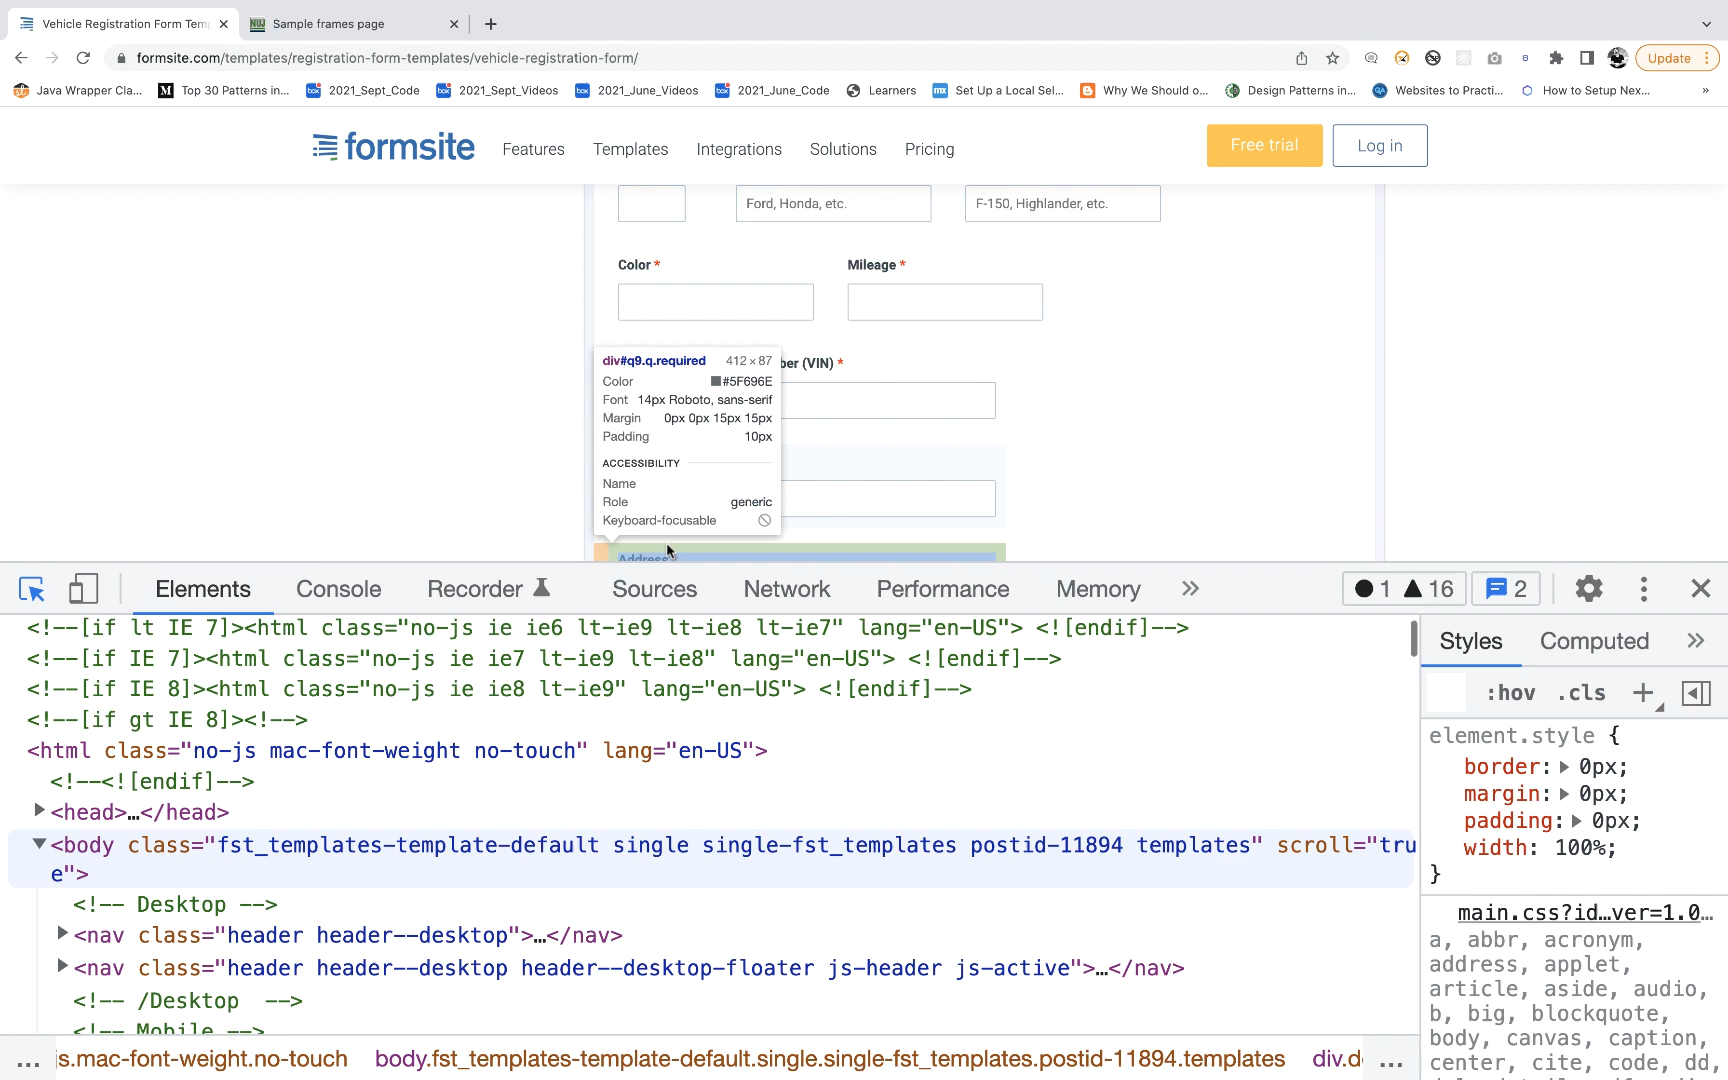 Vehicle Registration Form Tem
Sample frames page
formsite.com/templates/registration-form-templates/vehicle-registration-form/
Update
Java Wrapper Cla...
Top 30 Patterns in...
2021_Sept_Code
2021_Sept_Videos
2021_June_Videos
2021_June_Code
Learners
Set Up a Local Sel...
Why We Should o...
Design Patterns in...
Websites to Practi...
How to Setup Nex...
»
formsite
Features
Templates
Integrations
Solutions
Pricing
Free trial
Log in
Ford, Honda, etc.
F-150, Highlander, etc.
Color *
Mileage *
ber (VIN) *
div#q9.q.required 412 × 87
Color #5F696E
Font 14px Roboto, sans-serif
Margin 0px 0px 15px 15px
Padding 10px
ACCESSIBILITY
Name
Role generic
Keyboard-focusable
Address
Elements
Console
Recorder
Sources
Network
Performance
Memory
»
1
16
2
<!--[if lt IE 7]><html class="no-js ie ie6 lt-ie9 lt-ie8 lt-ie7" lang="en-US"> <![endif]-->
<!--[if IE 7]><html class="no-js ie ie7 lt-ie9 lt-ie8" lang="en-US"> <![endif]-->
<!--[if IE 8]><html class="no-js ie ie8 lt-ie9" lang="en-US"> <![endif]-->
<!--[if gt IE 8]><!-->
<html class="no-js mac-font-weight no-touch" lang="en-US">
<!--<![endif]-->
<head>…</head>
<body class="fst_templates-template-default single single-fst_templates postid-11894 templates" scroll="tru
e">
<!-- Desktop -->
<nav class="header header--desktop">…</nav>
<nav class="header header--desktop header--desktop-floater js-header js-active">…</nav>
<!-- /Desktop  -->
<!-- Mobile -->
... js.mac-font-weight.no-touch
body.fst_templates-template-default.single.single-fst_templates.postid-11894.templates
div.d
...
Styles
Computed
»
:hov
.cls
+
element.style {
border: 0px;
margin: 0px;
padding: 0px;
width: 100%;
}
main.css?id…ver=1.0…
a, abbr, acronym,
address, applet,
article, aside, audio,
b, big, blockquote,
body, canvas, caption,
center, cite, code, dd,